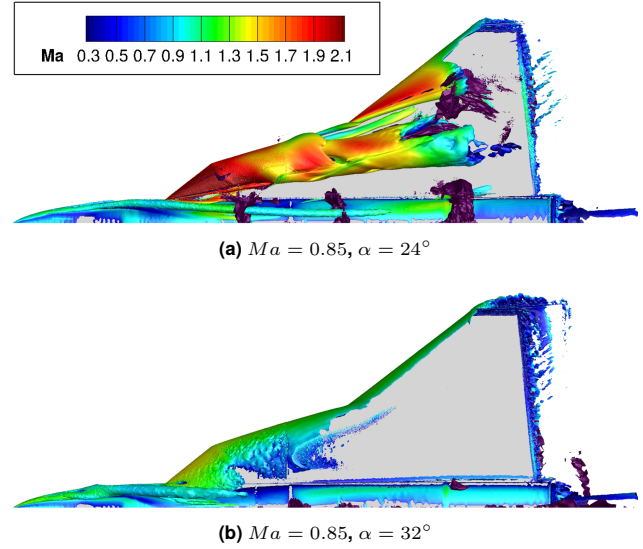 Ma 0.3 0.5 0.7 0.9 1.1 1.3 1.5 1.7 1.9 2.1
(a) Ma = 0.85, α = 24°
(b) Ma = 0.85, α = 32°